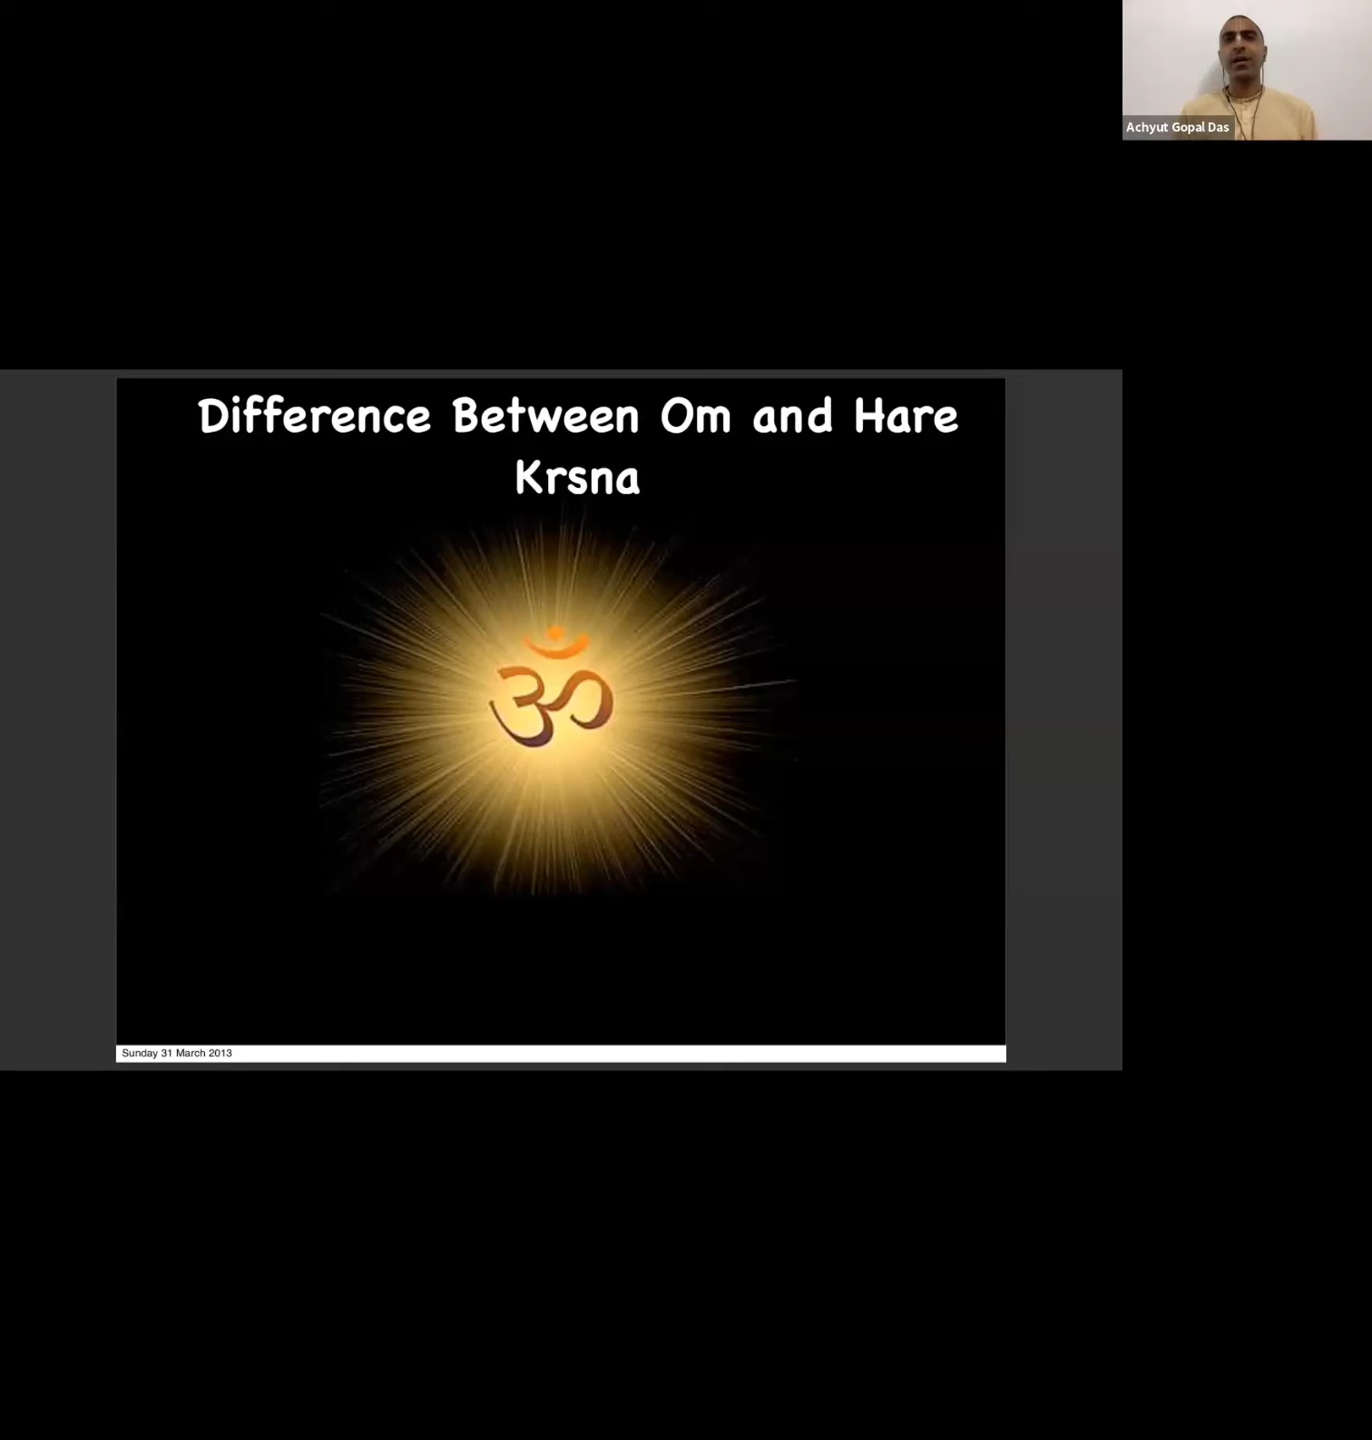 Achyut Gopal Das
Difference Between Om and Hare
Krsna
ॐ
Sunday 31 March 2013